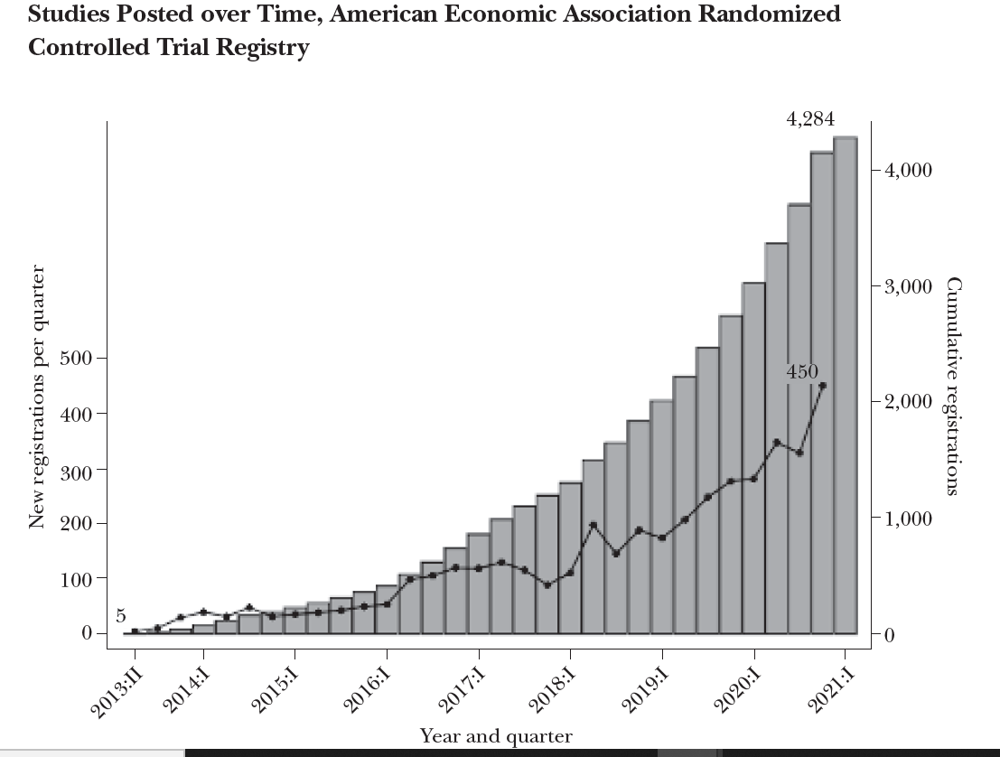 Studies Posted over Time, American Economic Association Randomized
Controlled Trial Registry
4,284
4,000
3,000
2,000
1,000
0
Cumulative registrations
New registrations per quarter
500
400
300
200
100
0
5
450
2013:II
2014:I
2015:I
2016:I
2017:I
2018:I
2019:I
2020:I
2021:I
Year and quarter